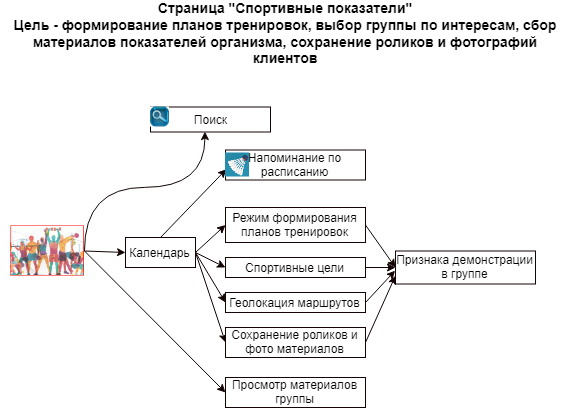 Страница "Спортивные показатели"
Цель - формирование планов тренировок, выбор группы по интересам, сбор
материалов показателей организма, сохранение роликов и фотографий
клиентов
Поиск
Напоминание по
расписанию
Режим формирования
планов тренировок
Календарь
Спортивные цели
Признака демонстрации
в группе
Геолокация маршрутов
Сохранение роликов и
фото материалов
Просмотр материалов
группы